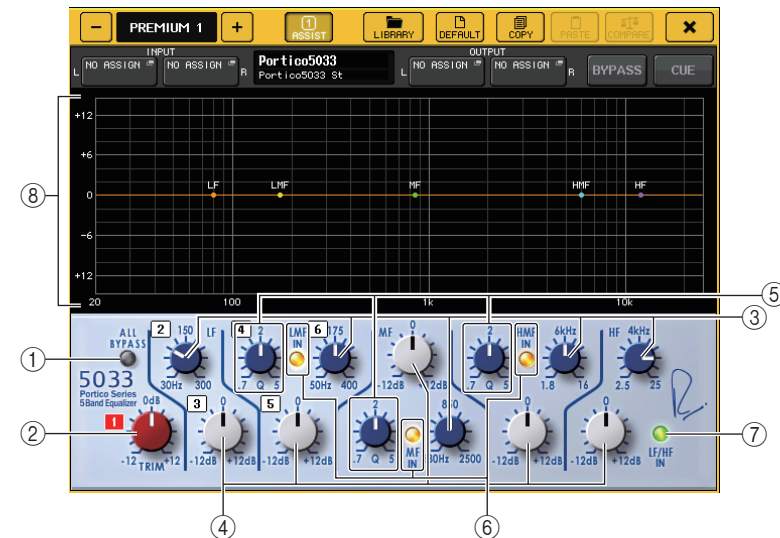 − PREMIUM 1 + 1 ASSIST LIBRARY DEFAULT COPY PASTE COMPARE ×
INPUT OUTPUT
L NO ASSIGN NO ASSIGN R Portico5033 L NO ASSIGN NO ASSIGN R BYPASS CUE
Portico5033 St
+12
+6
LF LMF MF HMF HF
0
-6
+12
20 100 1k 10k
8
5
3
1
2
7
4
6
ALL BYPASS
2 150 LF
30Hz 300
4 2
.7 Q 5
LMF IN
6 175
50Hz 400
MF 0
-12dB 12dB
2
.7 Q 5
HMF IN
6kHz
1.8 16
HF 4kHz
2.5 25
5033
Portico Series
5Band Equalizer
1 0dB
-12 +12
TRIM
3 0
-12dB +12dB
5 0
-12dB +12dB
2
.7 Q 5
MF IN
850
80Hz 2500
0
-12dB +12dB
0
-12dB +12dB
LF/HF IN